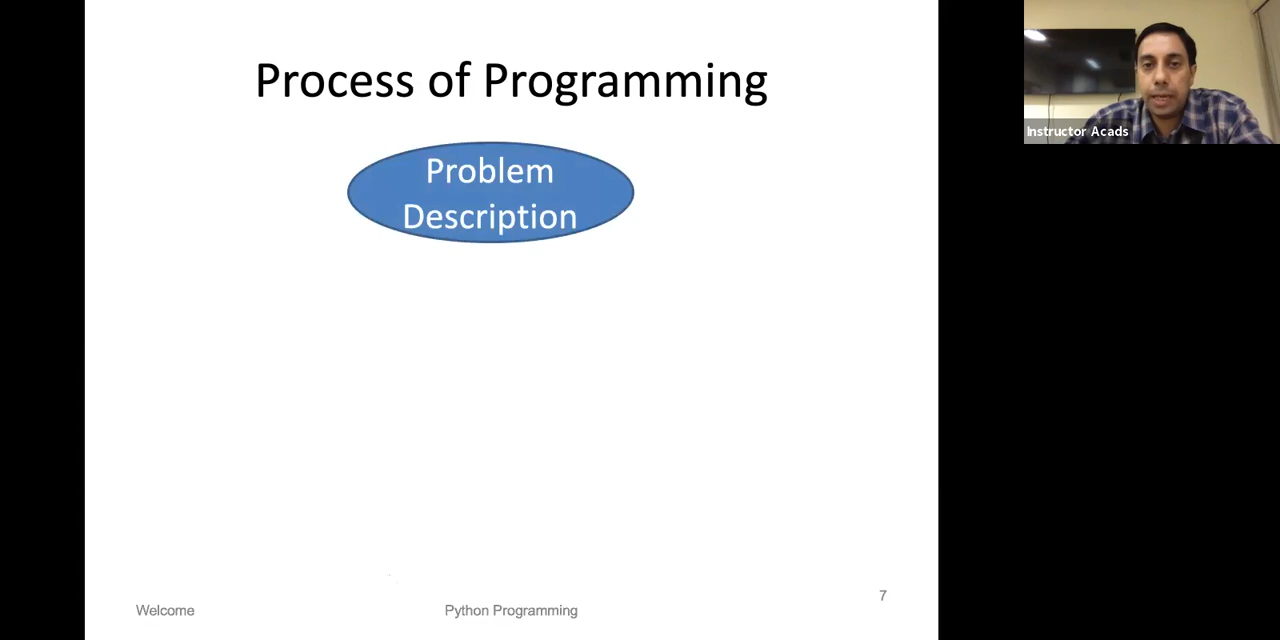 Process of Programming
Problem
Description
Instructor Acads
Welcome
Python Programming
7